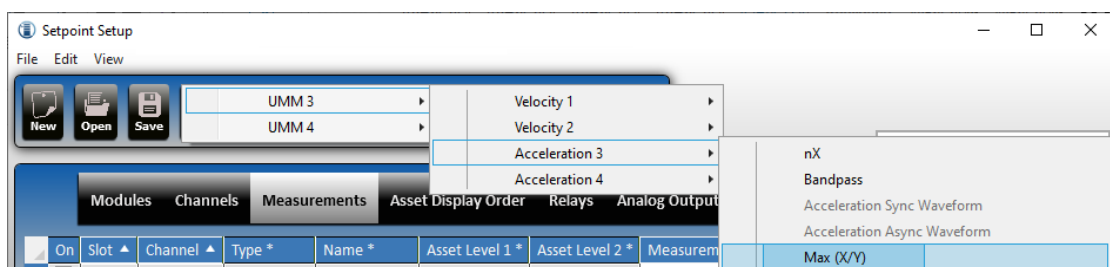 Setpoint Setup
File Edit View
New Open Save
UMM 3
UMM 4
Velocity 1
Velocity 2
Acceleration 3
Acceleration 4
nX
Bandpass
Acceleration Sync Waveform
Acceleration Async Waveform
Max (X/Y)
Modules Channels Measurements Asset Display Order Relays Analog Output
On Slot Channel Type * Name * Asset Level 1 * Asset Level 2 * Measurem